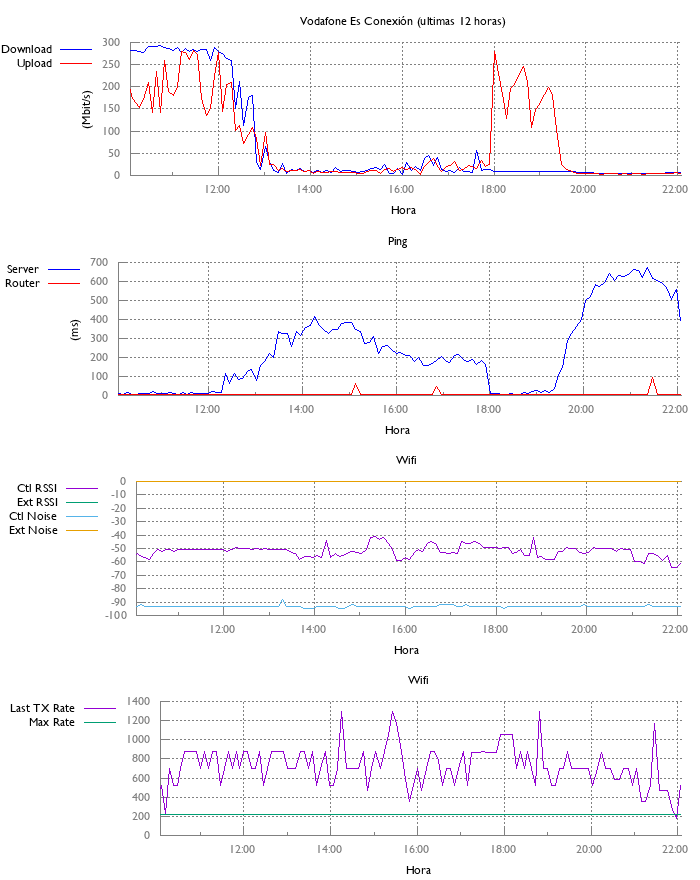 Vodafone Es Conexión (ultimas 12 horas)
Download
Upload
(Mbit/s)
300
250
200
150
100
50
0
12:00 14:00 16:00 18:00 20:00 22:00
Hora
Ping
Server
Router
(ms)
700
600
500
400
300
200
100
0
12:00 14:00 16:00 18:00 20:00 22:00
Hora
Wifi
Ctl RSSI
Ext RSSI
Ctl Noise
Ext Noise
0
-10
-20
-30
-40
-50
-60
-70
-80
-90
-100
12:00 14:00 16:00 18:00 20:00 22:00
Hora
Wifi
Last TX Rate
Max Rate
1400
1200
1000
800
600
400
200
0
12:00 14:00 16:00 18:00 20:00 22:00
Hora